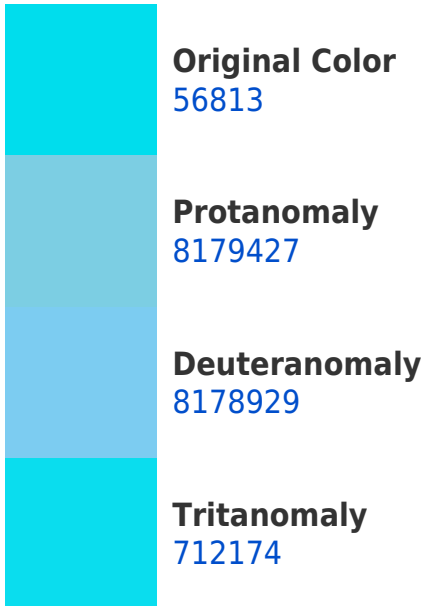 Original Color
56813
Protanomaly
8179427
Deuteranomaly
8178929
Tritanomaly
712174